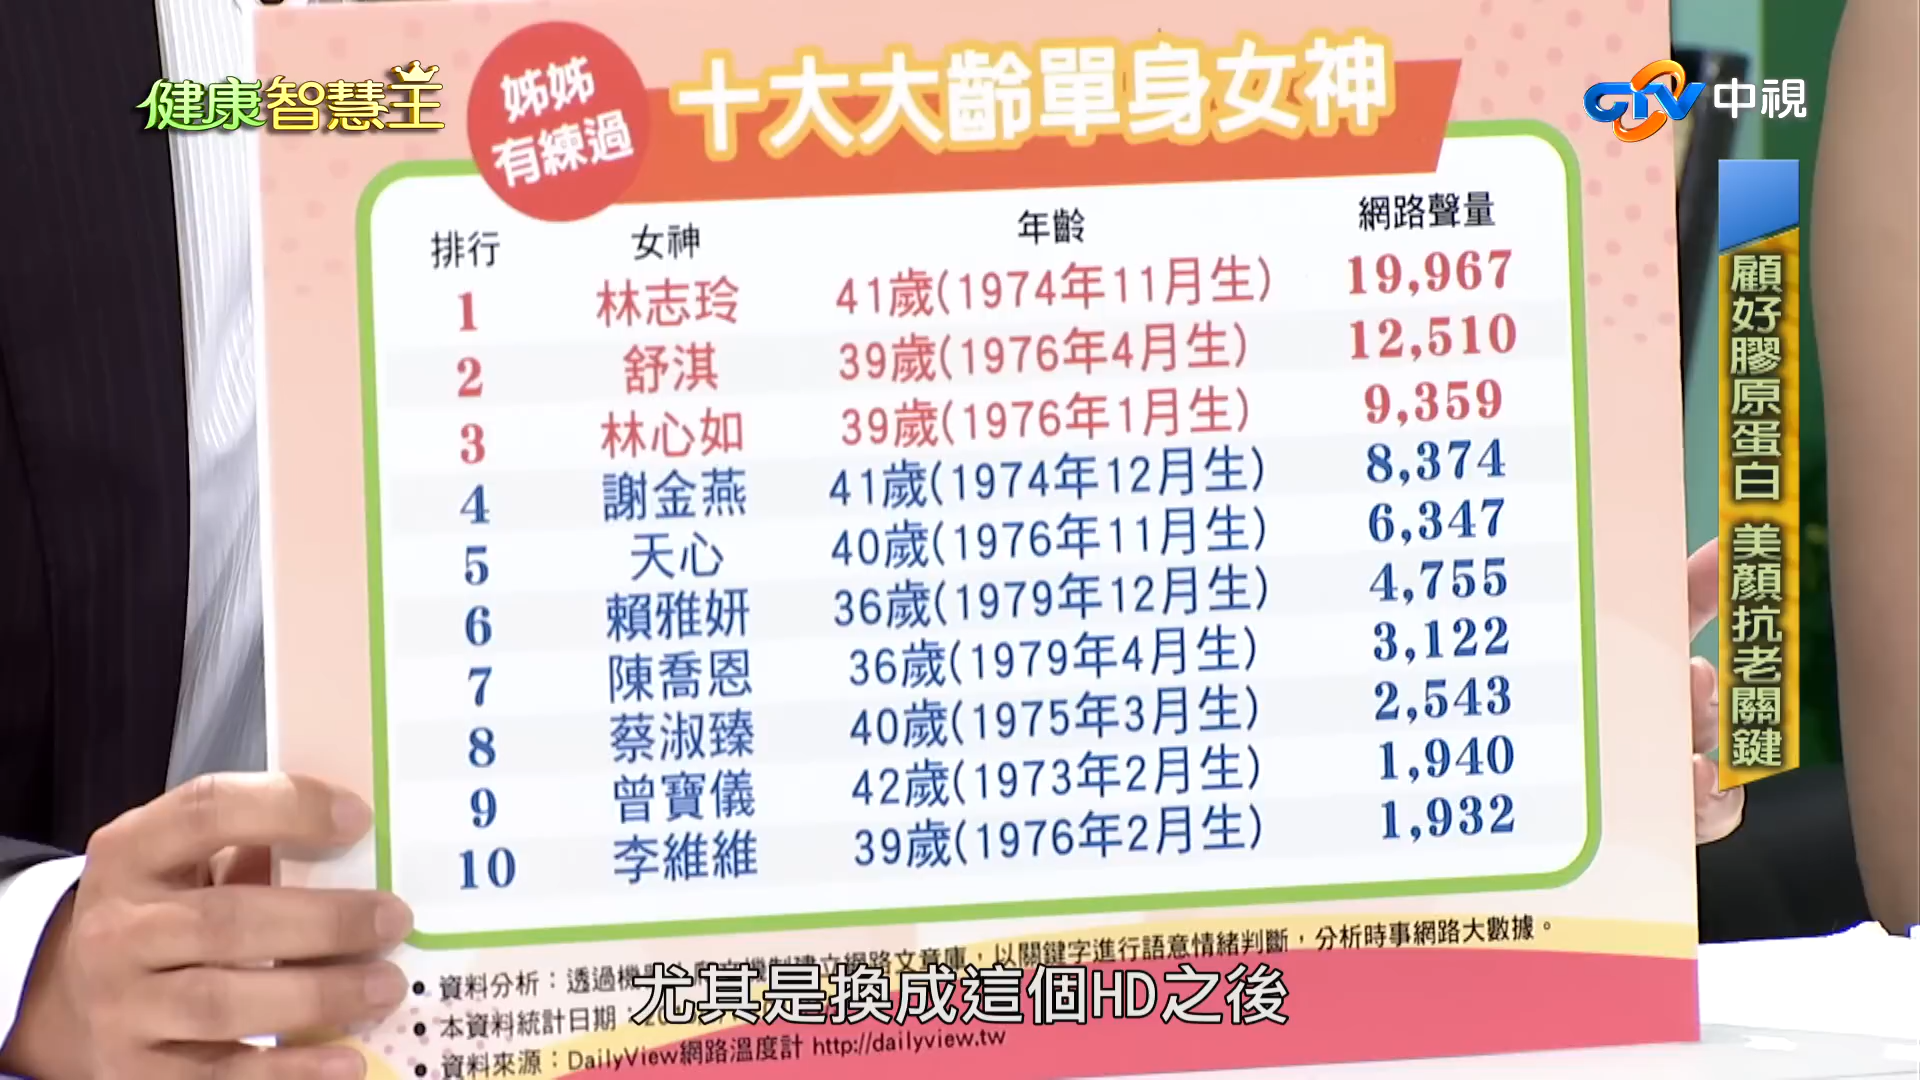 健康智慧王
姊姊
有練過
十大大齡單身女神
CTV中視
排行 女神 年齡 網路聲量
1 林志玲 41歲(1974年11月生) 19,967
2 舒淇 39歲(1976年4月生) 12,510
3 林心如 39歲(1976年1月生) 9,359
4 謝金燕 41歲(1974年12月生) 8,374
5 天心 40歲(1976年11月生) 6,347
6 賴雅妍 36歲(1979年12月生) 4,755
7 陳喬恩 36歲(1979年4月生) 3,122
8 蔡淑臻 40歲(1975年3月生) 2,543
9 曾寶儀 42歲(1973年2月生) 1,940
10 李維維 39歲(1976年2月生) 1,932
• 資料分析：透過機 機制建立網路文章庫，以關鍵字進行語意情緒判斷，分析時事網路大數據。
• 本資料統計日期：
• 資料來源：DailyView網路溫度計 http://dailyview.tw
尤其是換成這個HD之後
顧好膠原蛋白 美顏抗老關鍵